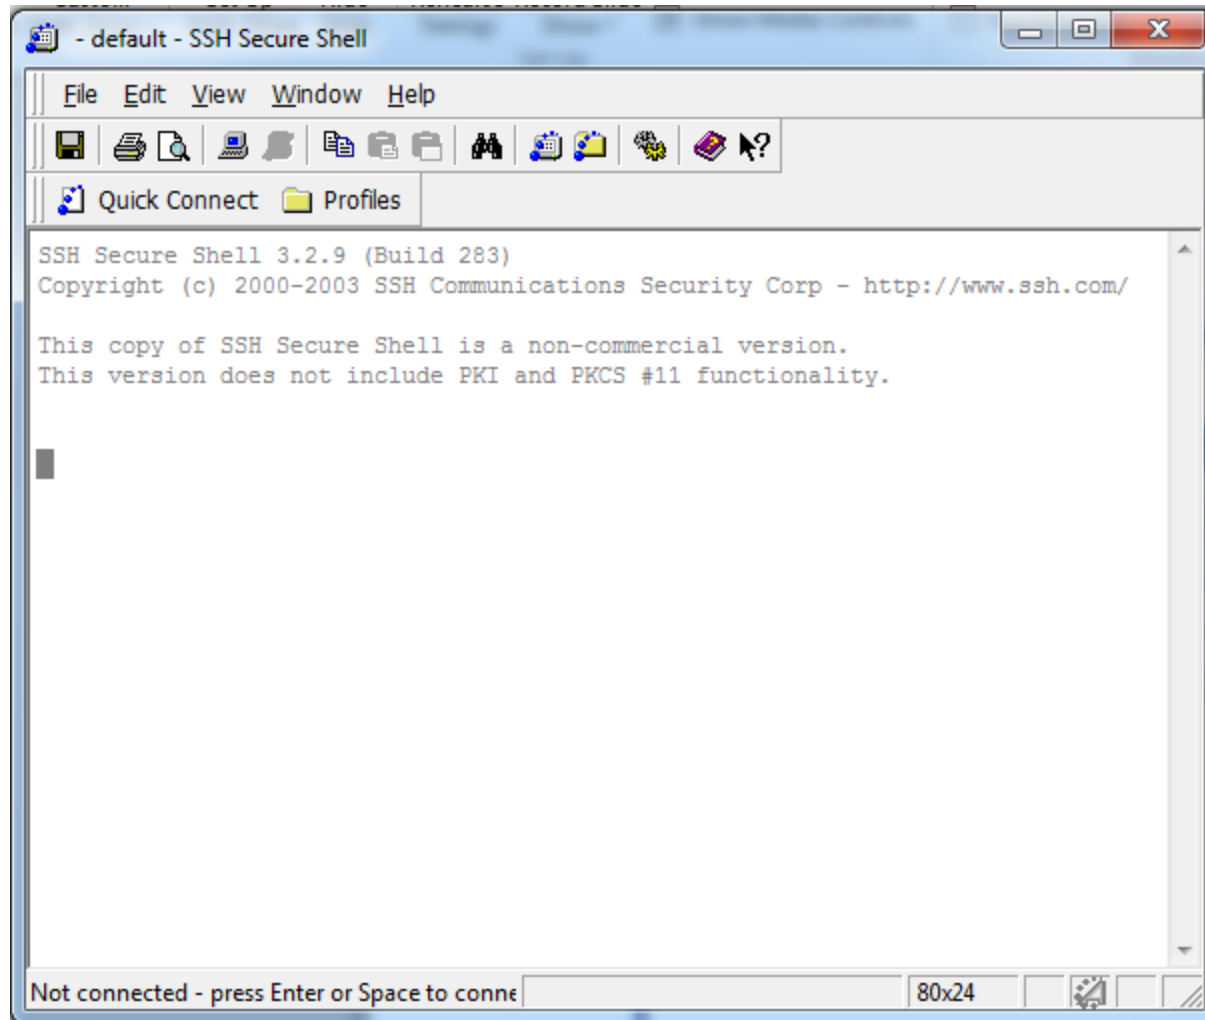 - default - SSH Secure Shell
File Edit View Window Help
Quick Connect Profiles
SSH Secure Shell 3.2.9 (Build 283)
Copyright (c) 2000-2003 SSH Communications Security Corp - http://www.ssh.com/
This copy of SSH Secure Shell is a non-commercial version.
This version does not include PKI and PKCS #11 functionality.
Not connected - press Enter or Space to conne 80x24